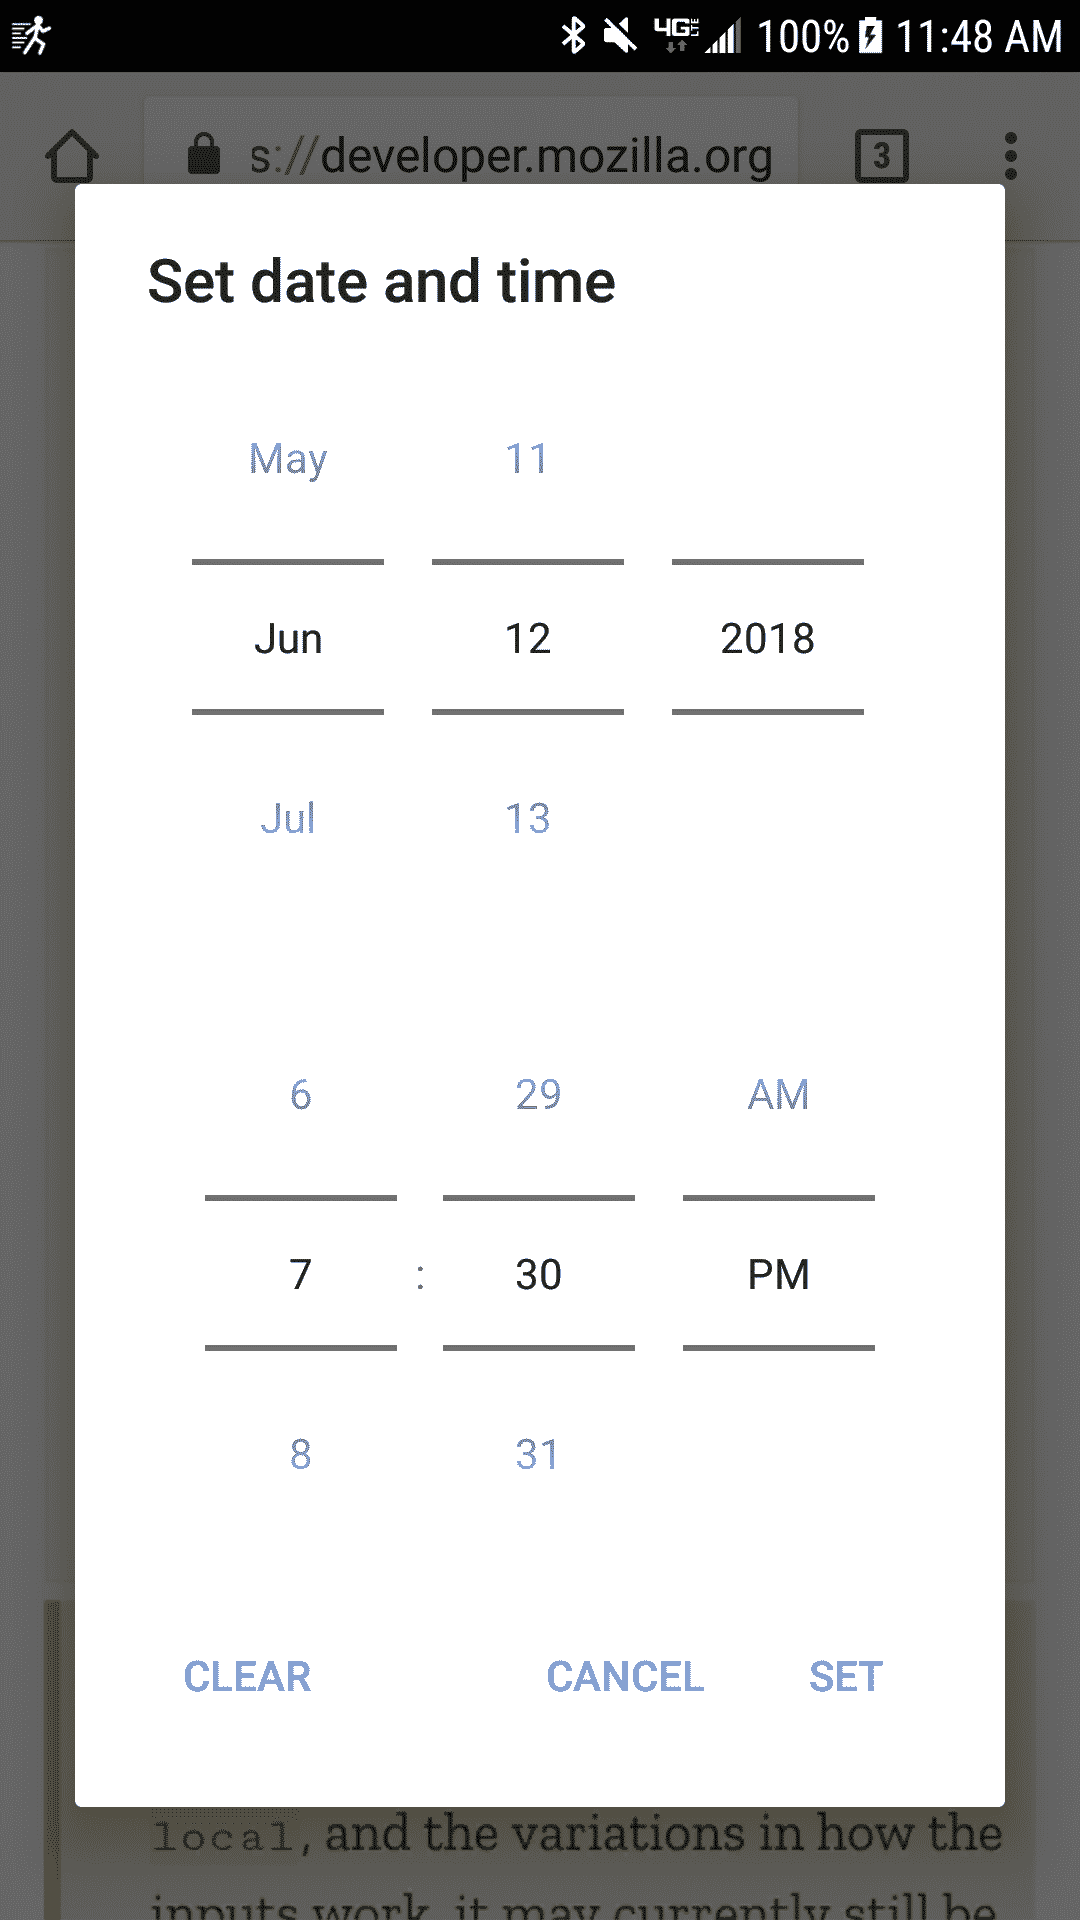 4G LTE 100% 11:48 AM
s://developer.mozilla.org 3
Set date and time
May 11
Jun 12 2018
Jul 13
6 29 AM
7 : 30 PM
8 31
CLEAR CANCEL SET
local, and the variations in how the
inputs work, it may currently still be